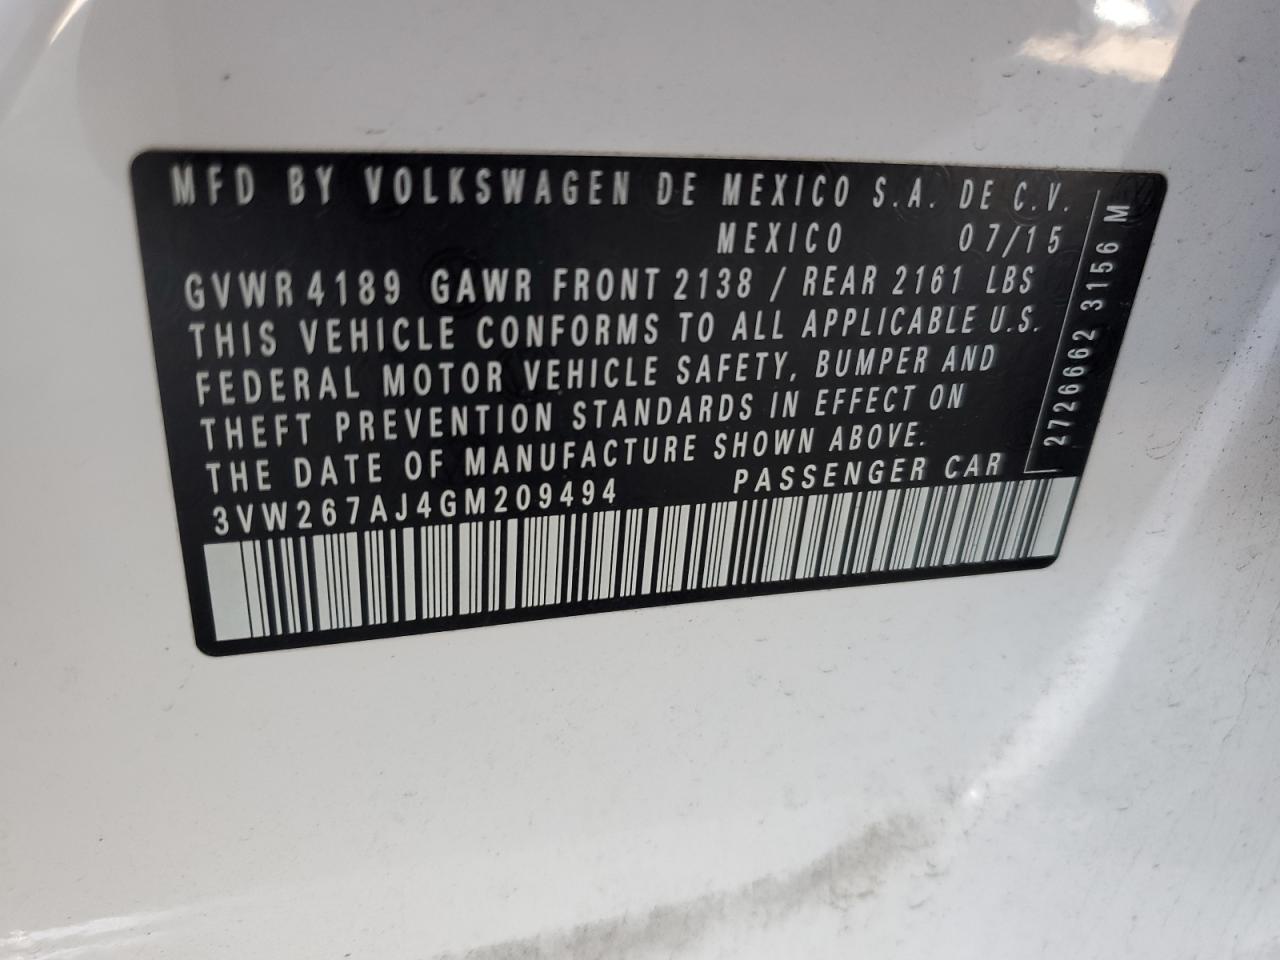 MFD BY VOLKSWAGEN DE MEXICO S.A. DE C.V.
MEXICO 07/15
GVWR 4189 GAWR FRONT 2138 / REAR 2161 LBS
THIS VEHICLE CONFORMS TO ALL APPLICABLE U.S.
FEDERAL MOTOR VEHICLE SAFETY, BUMPER AND
THEFT PREVENTION STANDARDS IN EFFECT ON
THE DATE OF MANUFACTURE SHOWN ABOVE.
3VW267AJ4GM209494 PASSENGER CAR
2726662 3156 M